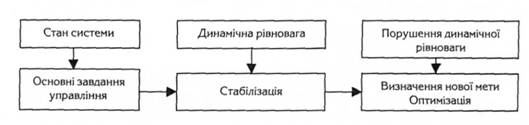 Стан системи
Динамічна рівновага
Порушення динамічної
рівноваги
Основні завдання
управління
Стабілізація
Визначення нової мети
Оптимізація